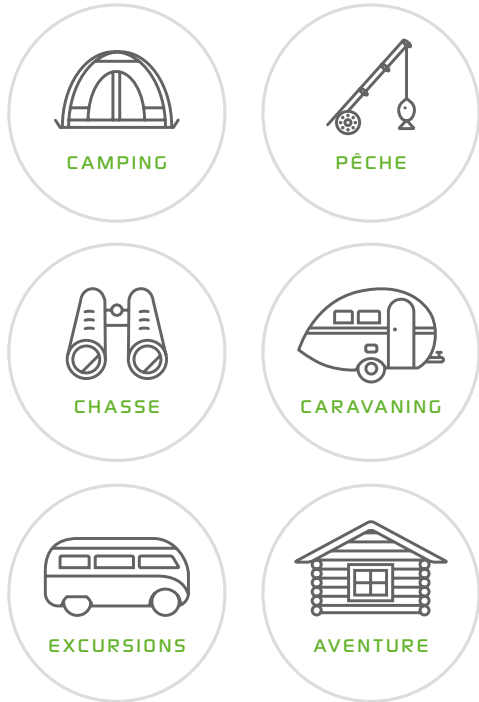 CAMPING
PÊCHE
CHASSE
CARAVANING
EXCURSIONS
AVENTURE